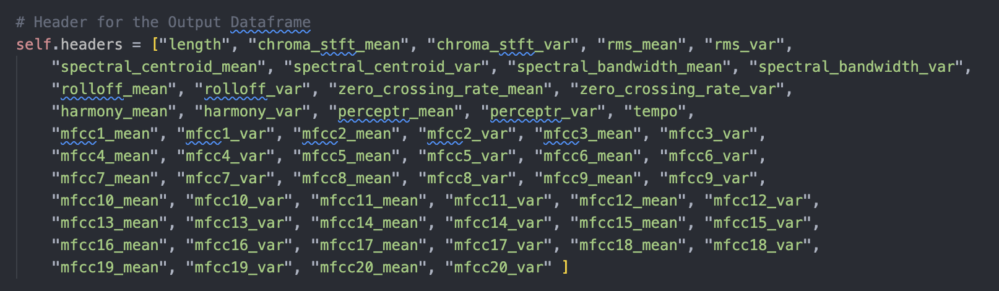 # Header for the Output Dataframe
self.headers = ["length", "chroma_stft_mean", "chroma_stft_var", "rms_mean", "rms_var",
"spectral_centroid_mean", "spectral_centroid_var", "spectral_bandwidth_mean", "spectral_bandwidth_var",
"rolloff_mean", "rolloff_var", "zero_crossing_rate_mean", "zero_crossing_rate_var",
"harmony_mean", "harmony_var", "perceptr_mean", "perceptr_var", "tempo",
"mfcc1_mean", "mfcc1_var", "mfcc2_mean", "mfcc2_var", "mfcc3_mean", "mfcc3_var",
"mfcc4_mean", "mfcc4_var", "mfcc5_mean", "mfcc5_var", "mfcc6_mean", "mfcc6_var",
"mfcc7_mean", "mfcc7_var", "mfcc8_mean", "mfcc8_var", "mfcc9_mean", "mfcc9_var",
"mfcc10_mean", "mfcc10_var", "mfcc11_mean", "mfcc11_var", "mfcc12_mean", "mfcc12_var",
"mfcc13_mean", "mfcc13_var", "mfcc14_mean", "mfcc14_var", "mfcc15_mean", "mfcc15_var",
"mfcc16_mean", "mfcc16_var", "mfcc17_mean", "mfcc17_var", "mfcc18_mean", "mfcc18_var",
"mfcc19_mean", "mfcc19_var", "mfcc20_mean", "mfcc20_var" ]